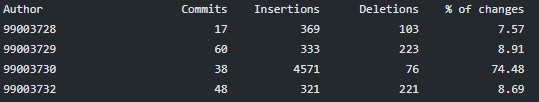 Author Commits Insertions Deletions % of changes
99003728 17 369 103 7.57
99003729 60 333 223 8.91
99003730 38 4571 76 74.48
99003732 48 321 221 8.69